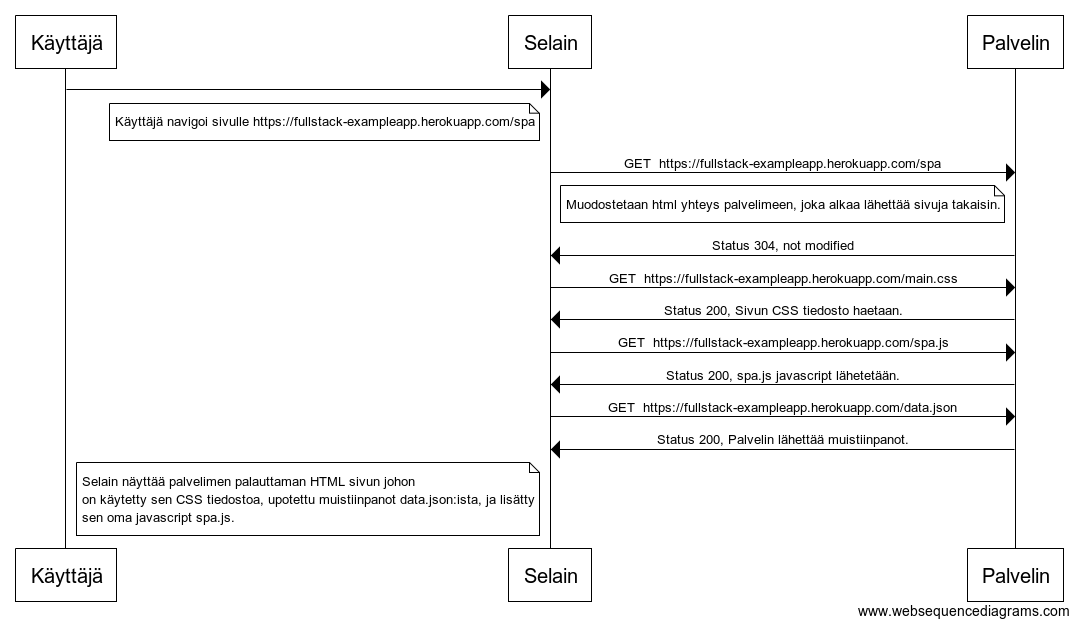 Käyttäjä
Selain
Palvelin
Käyttäjä navigoi sivulle https://fullstack-exampleapp.herokuapp.com/spa
GET  https://fullstack-exampleapp.herokuapp.com/spa
Muodostetaan html yhteys palvelimeen, joka alkaa lähettää sivuja takaisin.
Status 304, not modified
GET  https://fullstack-exampleapp.herokuapp.com/main.css
Status 200, Sivun CSS tiedosto haetaan.
GET  https://fullstack-exampleapp.herokuapp.com/spa.js
Status 200, spa.js javascript lähetetään.
GET  https://fullstack-exampleapp.herokuapp.com/data.json
Status 200, Palvelin lähettää muistiinpanot.
Selain näyttää palvelimen palauttaman HTML sivun johon
on käytetty sen CSS tiedostoa, upotettu muistiinpanot data.json:ista, ja lisätty
sen oma javascript spa.js.
Käyttäjä
Selain
Palvelin
www.websequencediagrams.com